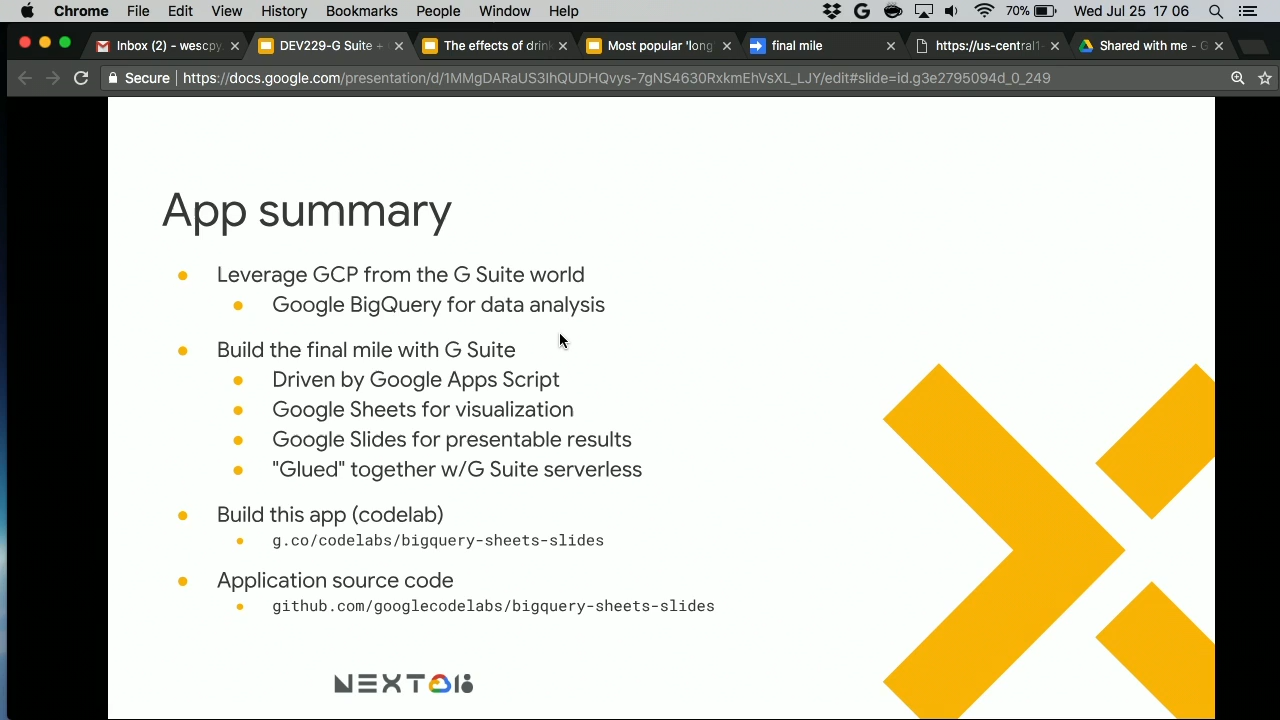 Chrome File Edit View History Bookmarks People Window Help 70% Wed Jul 25 17 06
Inbox (2) - wescpy DEV229-G Suite + The effects of drin Most popular 'long final mile https://us-central1- Shared with me - G
Secure https://docs.google.com/presentation/d/1MMgDARaUS3IhQUDHQvys-7gNS4630RxkmEhVsXL_LJY/edit#slide=id.g3e2795094d_0_249
App summary
Leverage GCP from the G Suite world
Google BigQuery for data analysis
Build the final mile with G Suite
Driven by Google Apps Script
Google Sheets for visualization
Google Slides for presentable results
"Glued" together w/G Suite serverless
Build this app (codelab)
g.co/codelabs/bigquery-sheets-slides
Application source code
github.com/googlecodelabs/bigquery-sheets-slides
NEXT 18